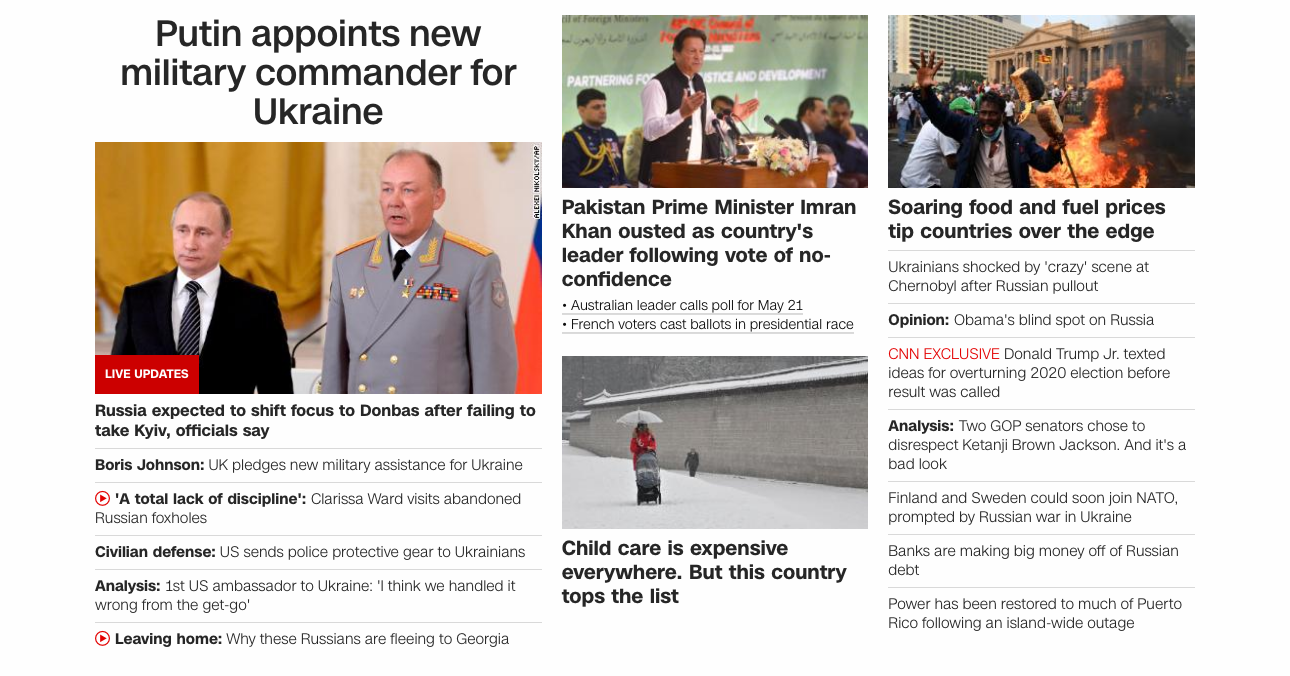 Putin appoints new
military commander for
Ukraine
ALEXEI NIKOLSKY/AP
LIVE UPDATES
Russia expected to shift focus to Donbas after failing to
take Kyiv, officials say
Boris Johnson: UK pledges new military assistance for Ukraine
'A total lack of discipline': Clarissa Ward visits abandoned
Russian foxholes
Civilian defense: US sends police protective gear to Ukrainians
Analysis: 1st US ambassador to Ukraine: 'I think we handled it
wrong from the get-go'
Leaving home: Why these Russians are fleeing to Georgia
cil of Foreign Ministers
PARTNERING FO USTICE AND DEVELOPMENT
Pakistan Prime Minister Imran
Khan ousted as country's
leader following vote of no-
confidence
• Australian leader calls poll for May 21
• French voters cast ballots in presidential race
Child care is expensive
everywhere. But this country
tops the list
Soaring food and fuel prices
tip countries over the edge
Ukrainians shocked by 'crazy' scene at
Chernobyl after Russian pullout
Opinion: Obama's blind spot on Russia
CNN EXCLUSIVE Donald Trump Jr. texted
ideas for overturning 2020 election before
result was called
Analysis: Two GOP senators chose to
disrespect Ketanji Brown Jackson. And it's a
bad look
Finland and Sweden could soon join NATO,
prompted by Russian war in Ukraine
Banks are making big money off of Russian
debt
Power has been restored to much of Puerto
Rico following an island-wide outage